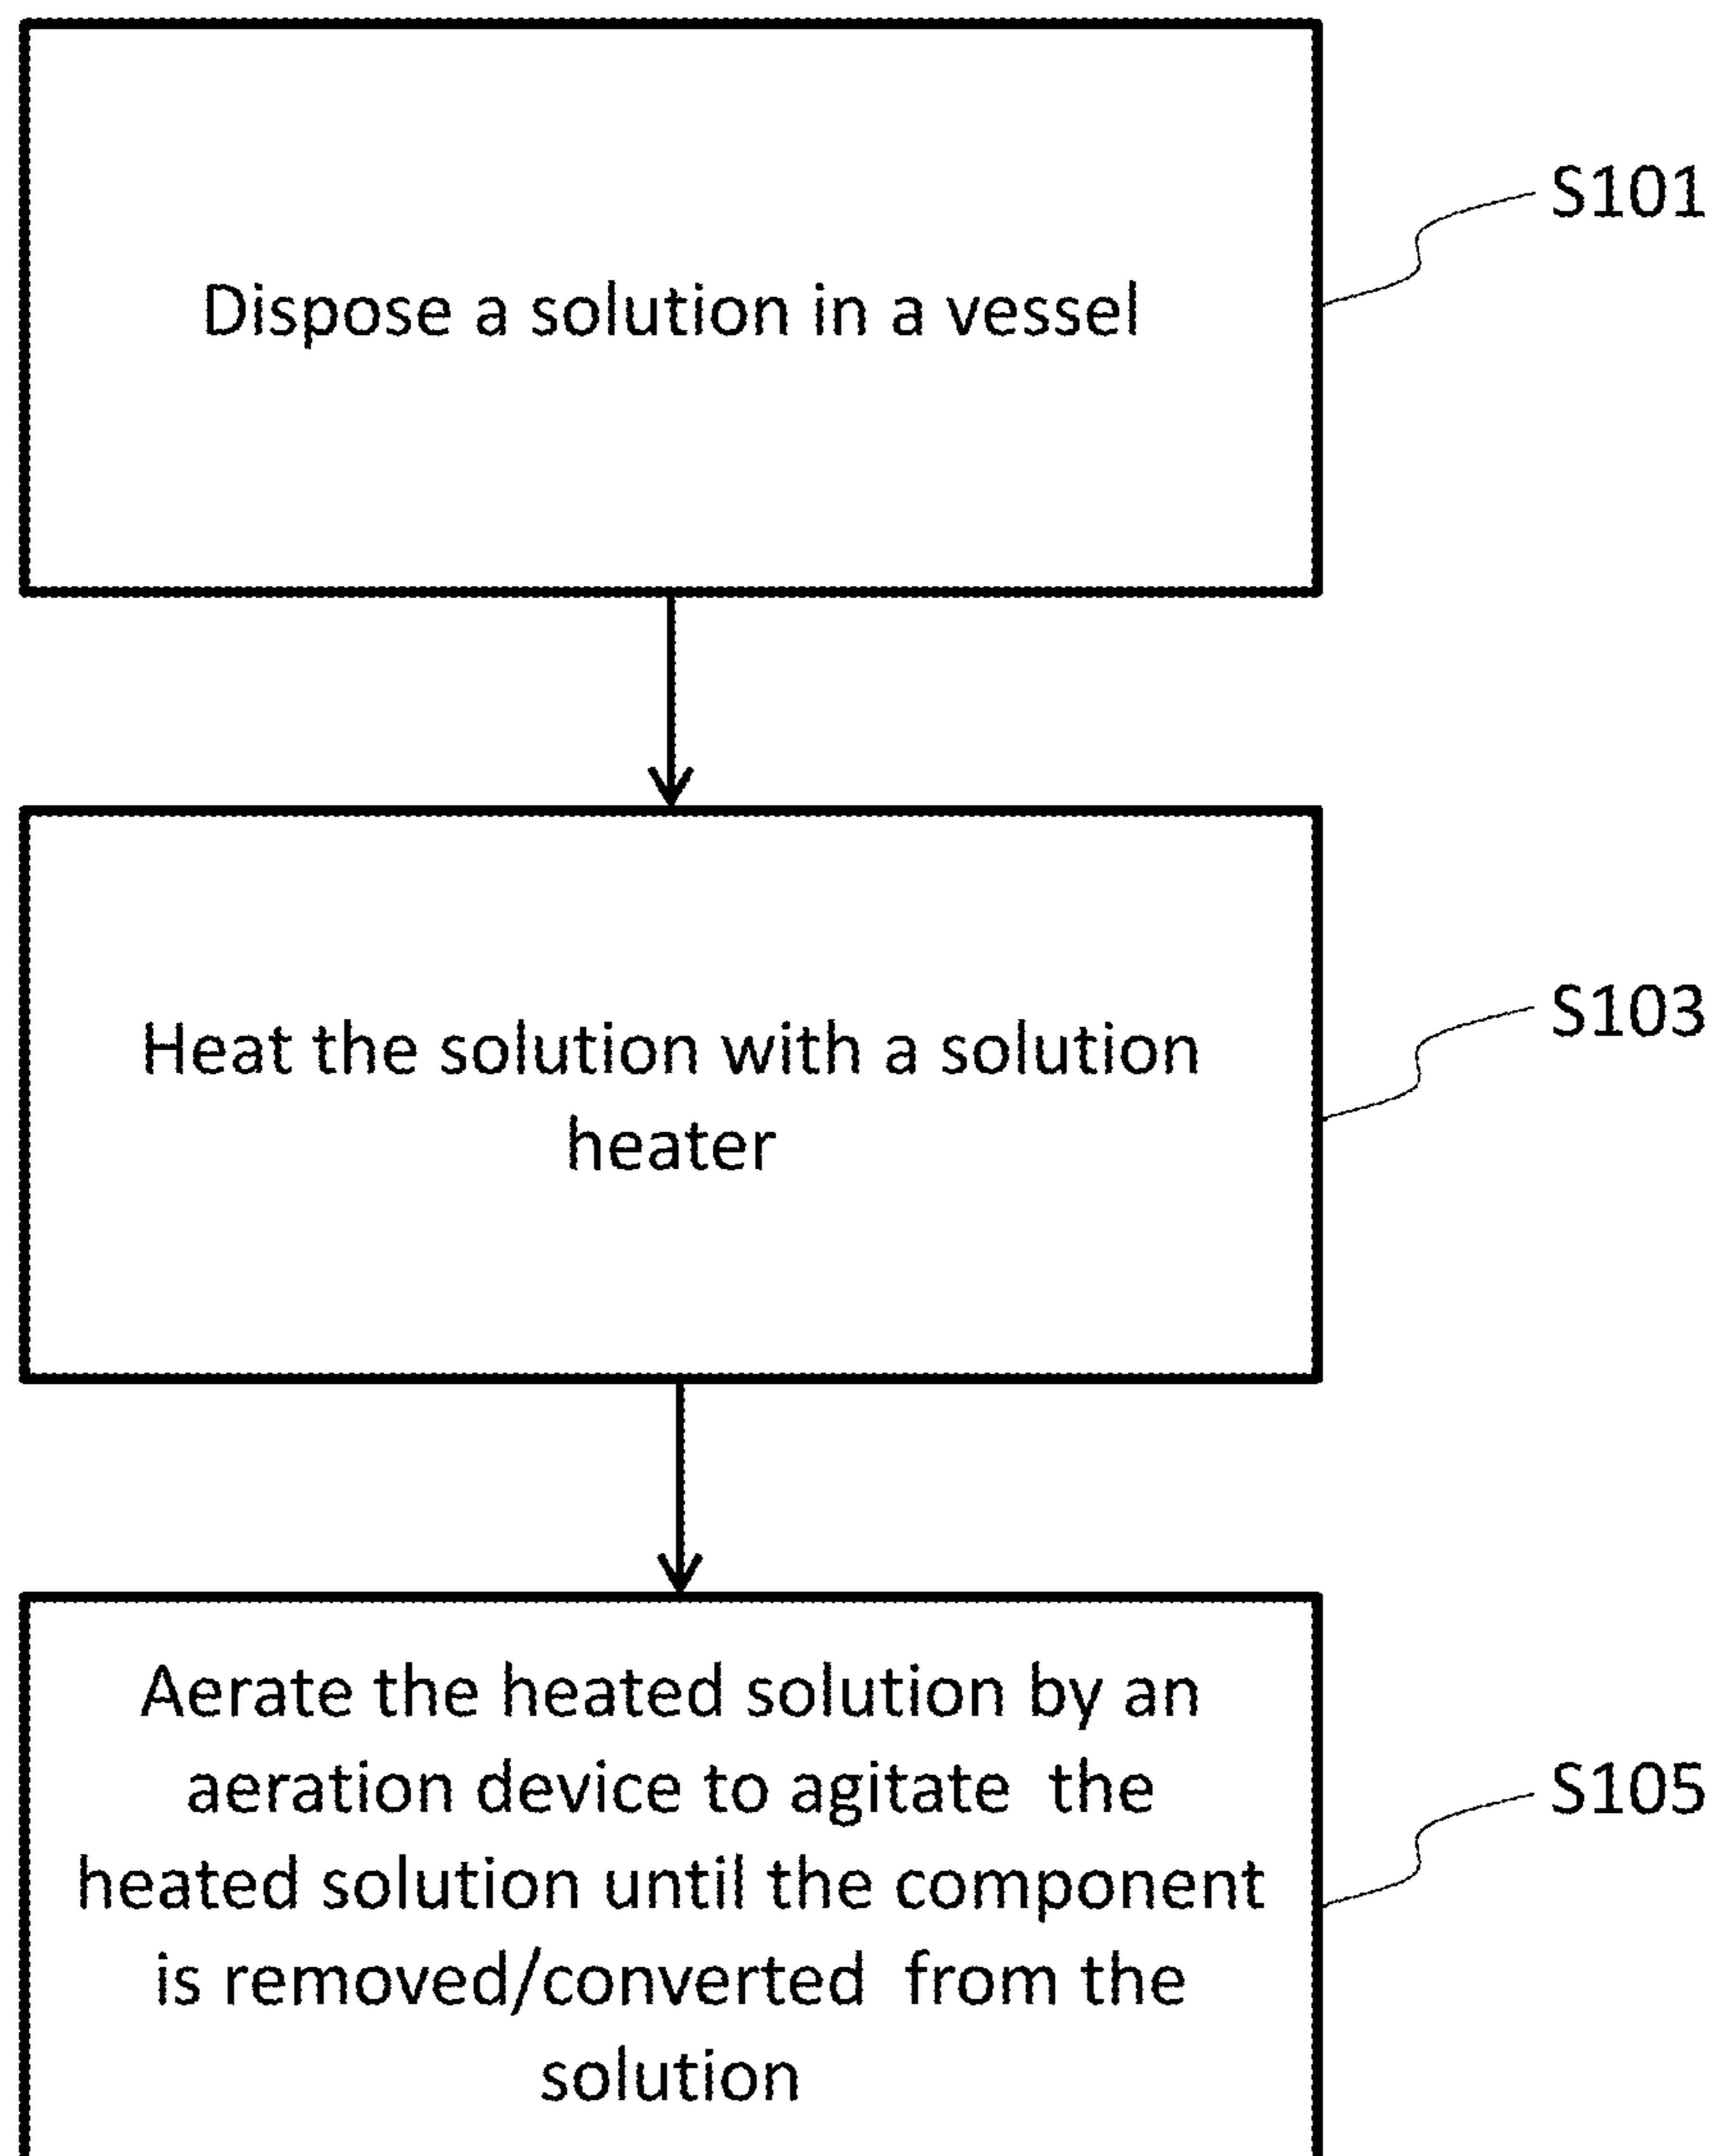 Dispose a solution in a vessel
S101
Heat the solution with a solution
heater
S103
Aerate the heated solution by an
aeration device to agitate  the
heated solution until the component
is removed/converted  from the
solution
S105